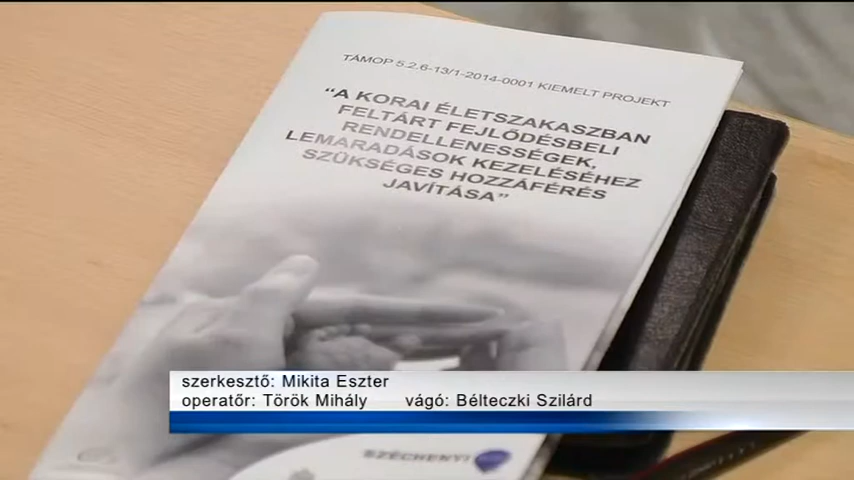 TÁMOP 5.2.6-13/1-2014-0001 KIEMELT PROJEKT
"A KORAI ÉLETSZAKASZBAN
FELTÁRT FEJLŐDÉSBELI
RENDELLENESSÉGEK,
LEMARADÁSOK KEZELÉSÉHEZ
SZÜKSÉGES HOZZÁFÉRÉS
JAVÍTÁSA"
szerkesztő: Mikita Eszter
operatőr: Török Mihály vágó: Bélteczki Szilárd
SZÉCHENYI